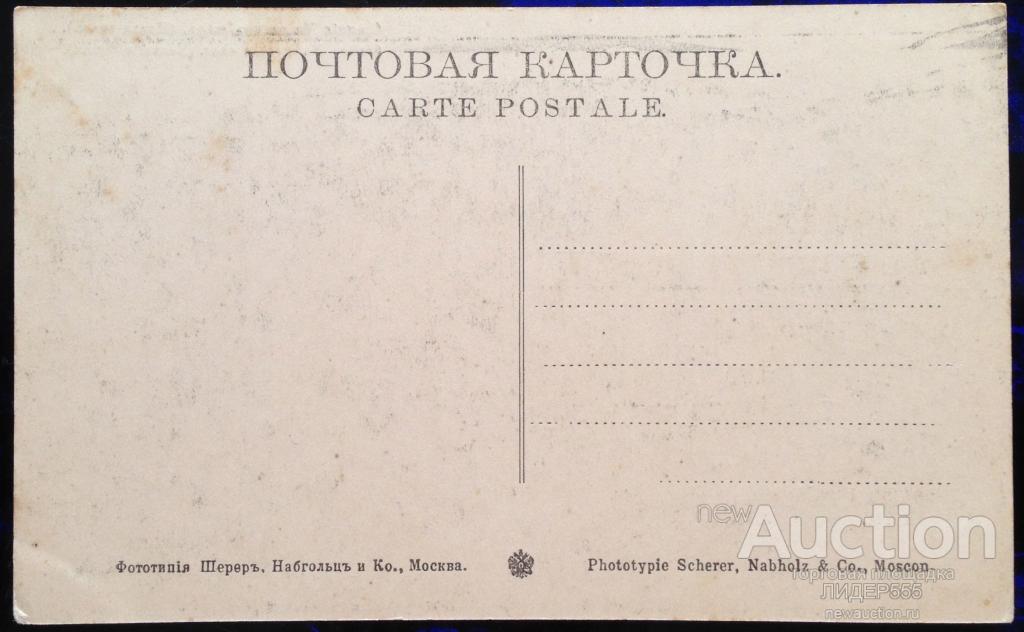 ПОЧТОВАЯ КАРТОЧКА.
CARTE POSTALE.
Фототипія Шереръ, Набгольцъ и Ко., Москва.
Phototypie Scherer, Nabholz & Co., Moscon.
newAuction
торговая площадка
ЛИДЕР555
newauction.ru